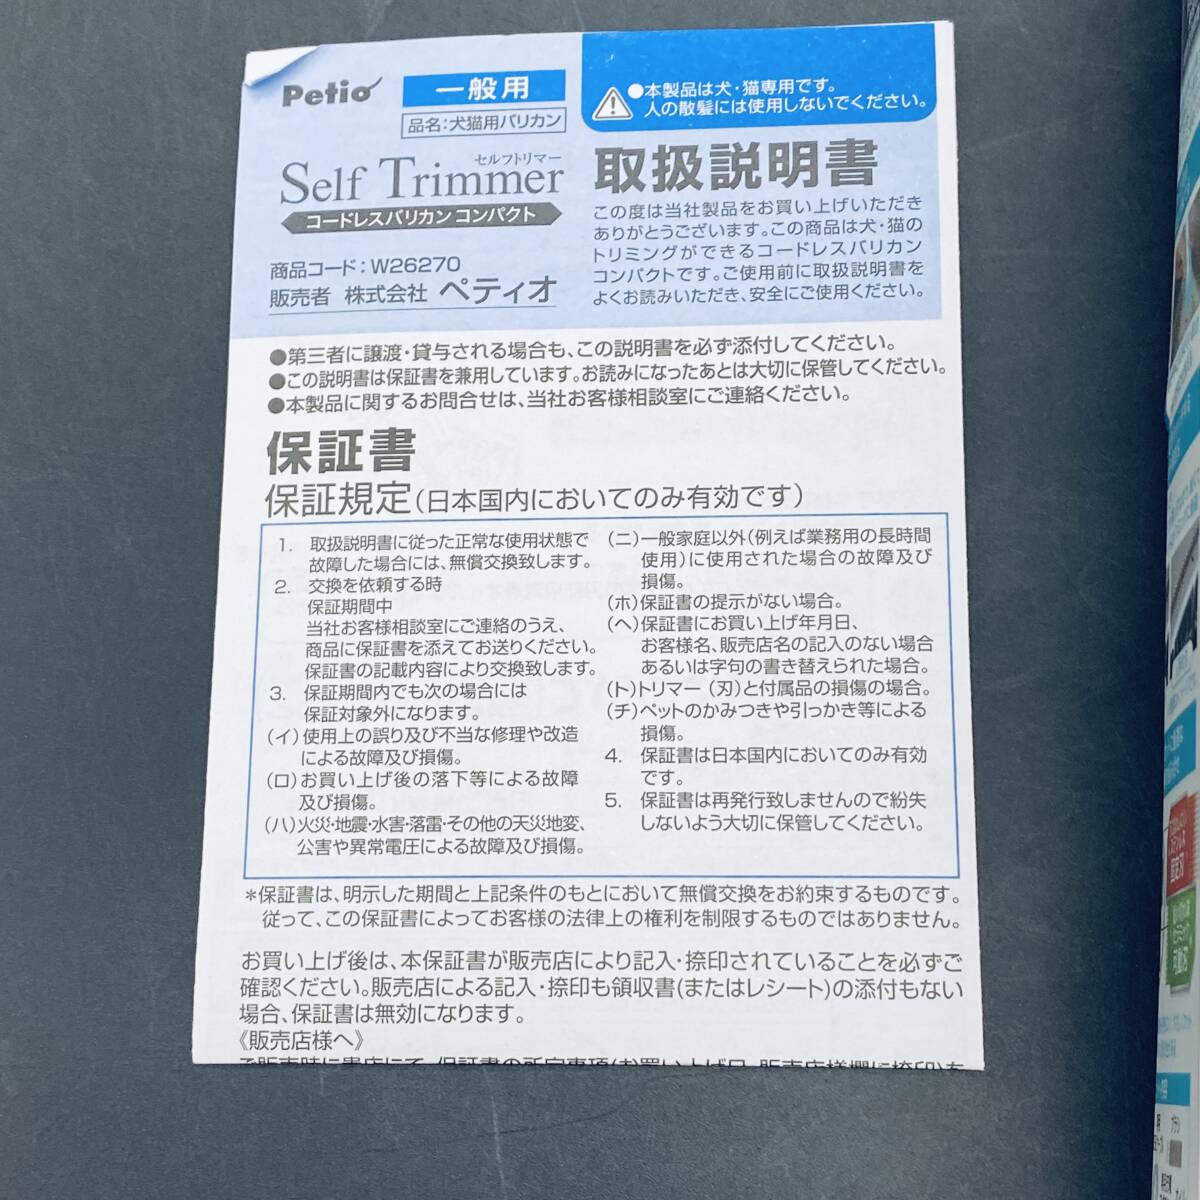 Petio
一般用
品名:犬猫用バリカン
セルフトリマー
Self Trimmer
コードレスバリカン コンパクト
商品コード:W26270
販売者 株式会社 ペティオ
●本製品は犬・猫専用です。
人の散髪には使用しないでください。
取扱説明書
この度は当社製品をお買い上げいただき
ありがとうございます。この商品は犬・猫の
トリミングができるコードレスバリカン
コンパクトです。ご使用前に取扱説明書を
よくお読みいただき、安全にご使用ください。
●第三者に譲渡・貸与される場合も、この説明書を必ず添付してください。
●この説明書は保証書を兼用しています。お読みになったあとは大切に保管してください。
●本製品に関するお問合せは、当社お客様相談室にご連絡ください。
保証書
保証規定(日本国内においてのみ有効です)
1. 取扱説明書に従った正常な使用状態で
故障した場合には、無償交換致します。
2. 交換を依頼する時
保証期間中
当社お客様相談室にご連絡のうえ、
商品に保証書を添えてお送りください。
保証書の記載内容により交換致します。
3. 保証期間内でも次の場合には
保証対象外になります。
(イ)使用上の誤り及び不当な修理や改造
による故障及び損傷。
(ロ)お買い上げ後の落下等による故障
及び損傷。
(ハ)火災・地震・水害・落雷・その他の天災地変、
公害や異常電圧による故障及び損傷。
(ニ)一般家庭以外(例えば業務用の長時間
使用)に使用された場合の故障及び
損傷。
(ホ)保証書の提示がない場合。
(ヘ)保証書にお買い上げ年月日、
お客様名、販売店名の記入のない場合
あるいは字句の書き替えられた場合。
(ト)トリマー(刃)と付属品の損傷の場合。
(チ)ペットのかみつきや引っかき等による
損傷。
4. 保証書は日本国内においてのみ有効
です。
5. 保証書は再発行致しませんので紛失
しないよう大切に保管してください。
*保証書は、明示した期間と上記条件のもとにおいて無償交換をお約束するものです。
従って、この保証書によってお客様の法律上の権利を制限するものではありません。
お買い上げ後は、本保証書が販売店により記入・捺印されていることを必ずご
確認ください。販売店による記入・捺印も領収書(またはレシート)の添付もない
場合、保証書は無効になります。
《販売店様へ》
ご販売時に貴店にて、保証書の所定事項(お買い上げ日、販売店様欄に捺印)を